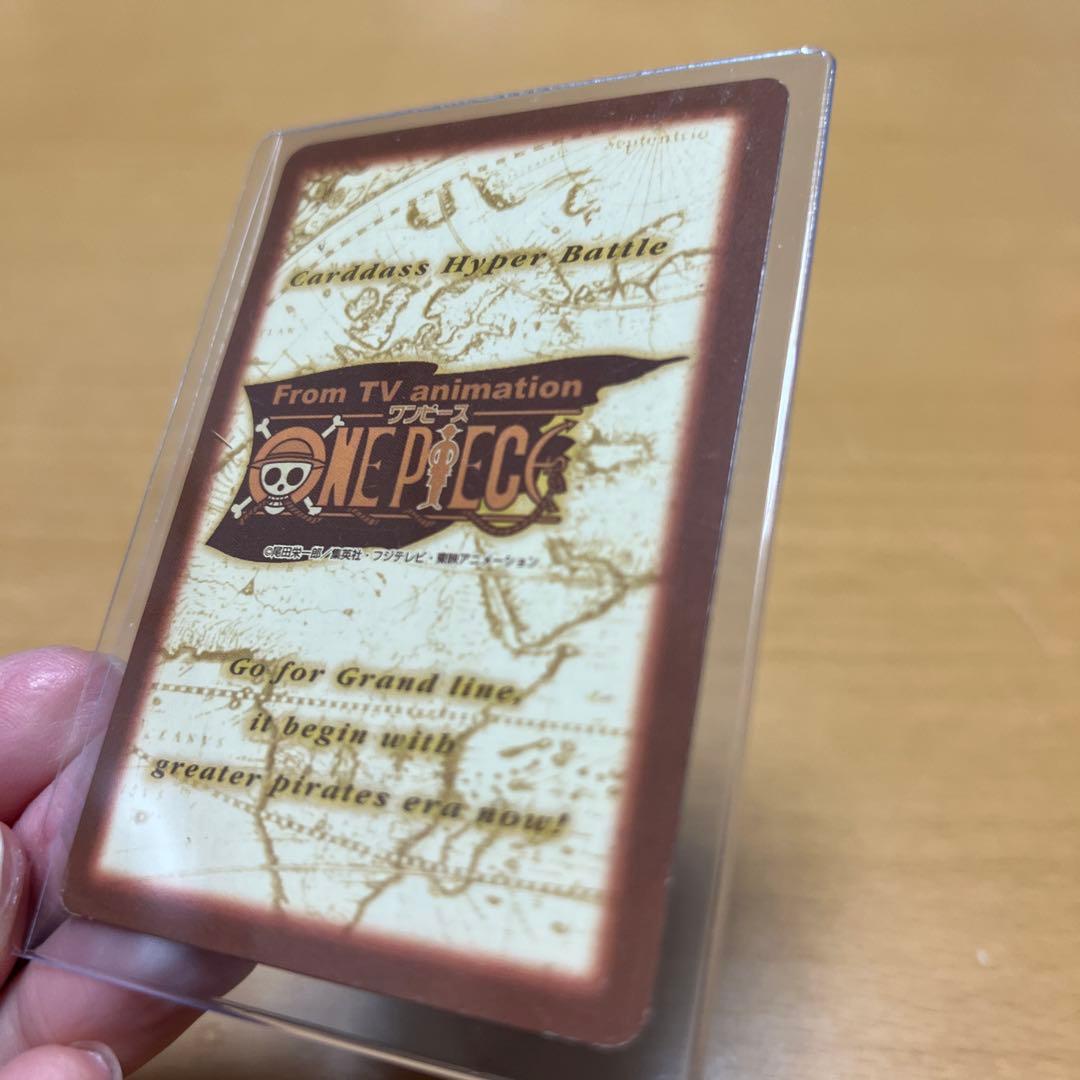 Septentrio
Carddass Hyper Battle
From TV animation
ワンピース
ONE PIECE
©尾田栄一郎／集英社・フジテレビ・東映アニメーション
Go for Grand line,
it begin with
greater pirates era now!